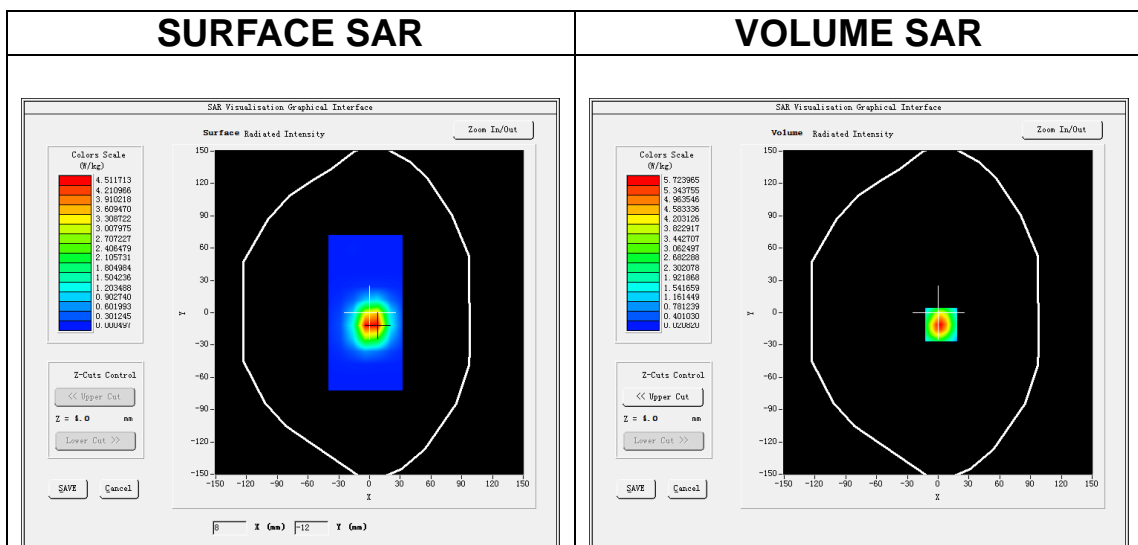 SURFACE SAR
VOLUME SAR
SAR Visualisation Graphical Interface
Surface Radiated Intensity
Zoom In/Out
Colors Scale
(W/kg)
4.511713
4.210966
3.910218
3.609470
3.308722
3.007975
2.707227
2.406479
2.105731
1.804984
1.504236
1.203488
0.902740
0.601993
0.301245
0.000497
Z-Cuts Control
<< Upper Cut
Z = 4.0 mm
Lower Cut >>
SAVE
Cancel
150
120
90
60
30
0
-30
-60
-90
-120
-150
Y
-150 -120 -90 -60 -30 0 30 60 90 120 150
X
8 X (mm) -12 Y (mm)
SAR Visualisation Graphical Interface
Volume Radiated Intensity
Zoom In/Out
Colors Scale
(W/kg)
5.723965
5.343755
4.963546
4.583336
4.203126
3.822917
3.442707
3.062497
2.682288
2.302078
1.921868
1.541659
1.161449
0.781239
0.401030
0.020820
Z-Cuts Control
<< Upper Cut
Z = 4.0 mm
Lower Cut >>
SAVE
Cancel
150
120
90
60
30
0
-30
-60
-90
-120
-150
Y
-150 -120 -90 -60 -30 0 30 60 90 120 150
X